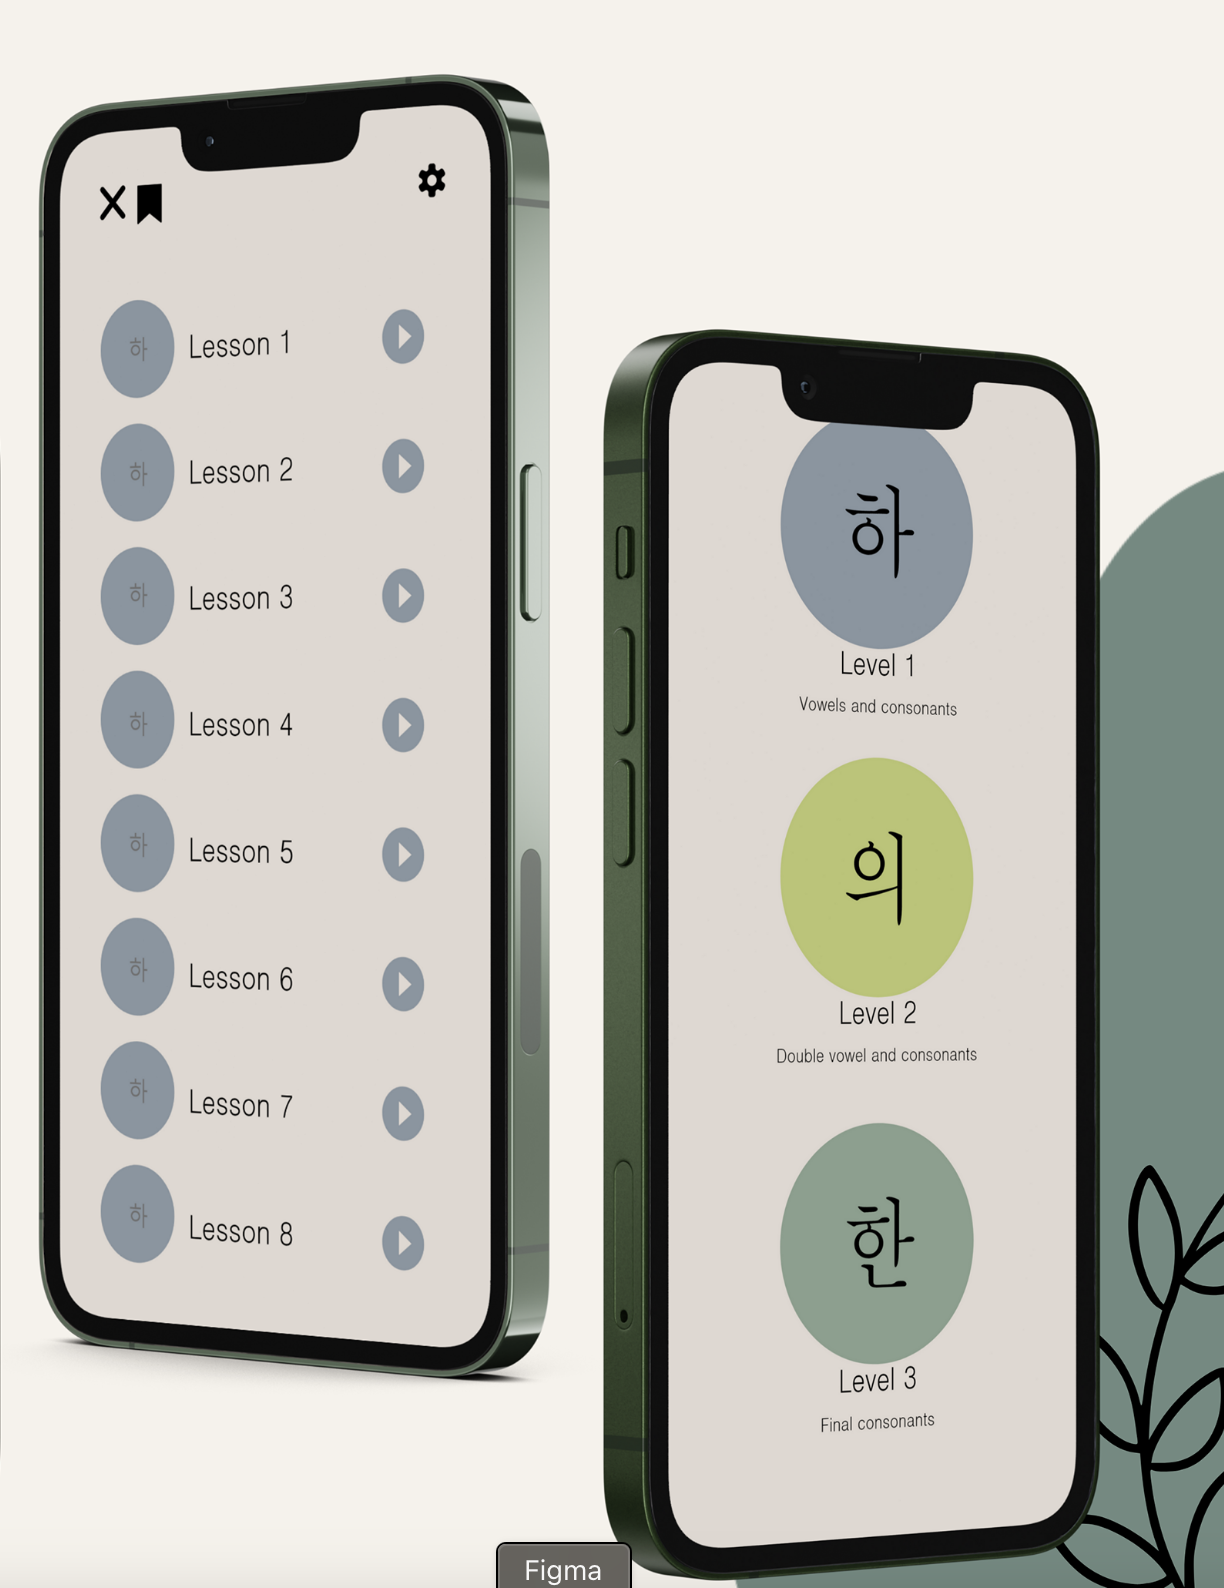 Lesson 1
하
Lesson 2
하
Lesson 3
하
Lesson 4
하
Lesson 5
하
Lesson 6
하
Lesson 7
하
Lesson 8
하
하
Level 1
Vowels and consonants
의
Level 2
Double vowel and consonants
한
Level 3
Final consonants
Figma